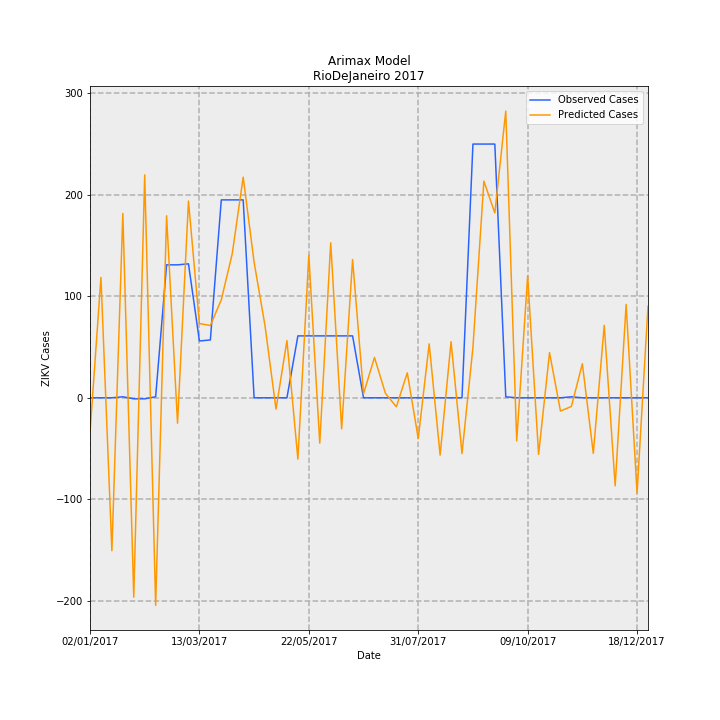 Arimax Model
RioDeJaneiro 2017
Observed Cases
Predicted Cases
300
200
100
0
−100
−200
ZIKV Cases
02/01/2017 13/03/2017 22/05/2017 31/07/2017 09/10/2017 18/12/2017
Date